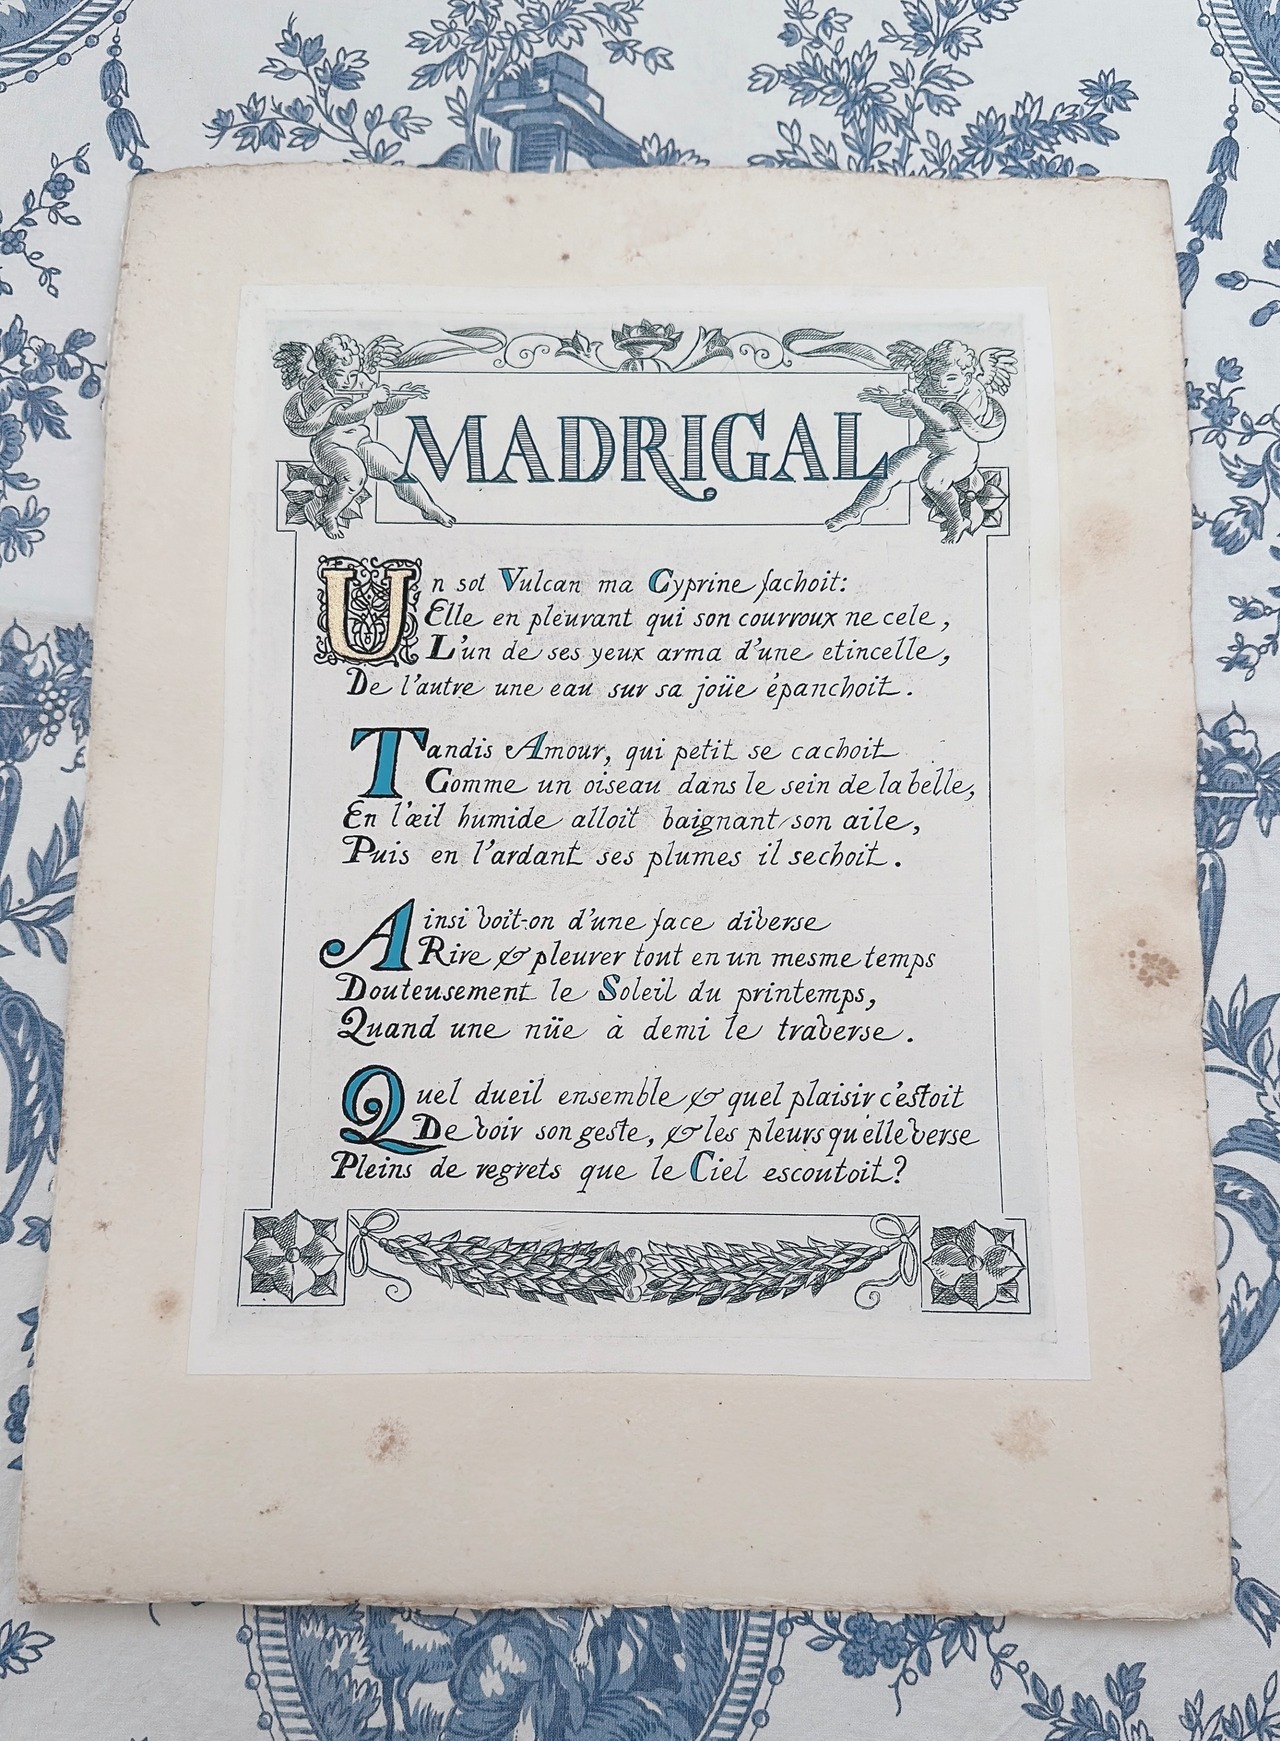 MADRIGAL
Un sot Vulcan ma Cyprine fachoit:
Elle en pleurant qui son courroux ne cele,
L'un de ses yeux arma d'une etincelle,
De l'autre une eau sur sa joüe épanchoit.
Tandis Amour, qui petit se cachoit
Comme un oiseau dans le sein de la belle,
En l'œil humide alloit baignant son aile,
Puis en l'ardant ses plumes il sechoit.
Ainsi voit-on d'une face diverse
Rire & pleurer tout en un mesme temps
Douteusement le Soleil du printemps,
Quand une nüe à demi le traverse.
Quel dueil ensemble & quel plaisir c'estoit
De voir son geste, & les pleurs qu'elle verse
Pleins de regrets que le Ciel escoutoit?